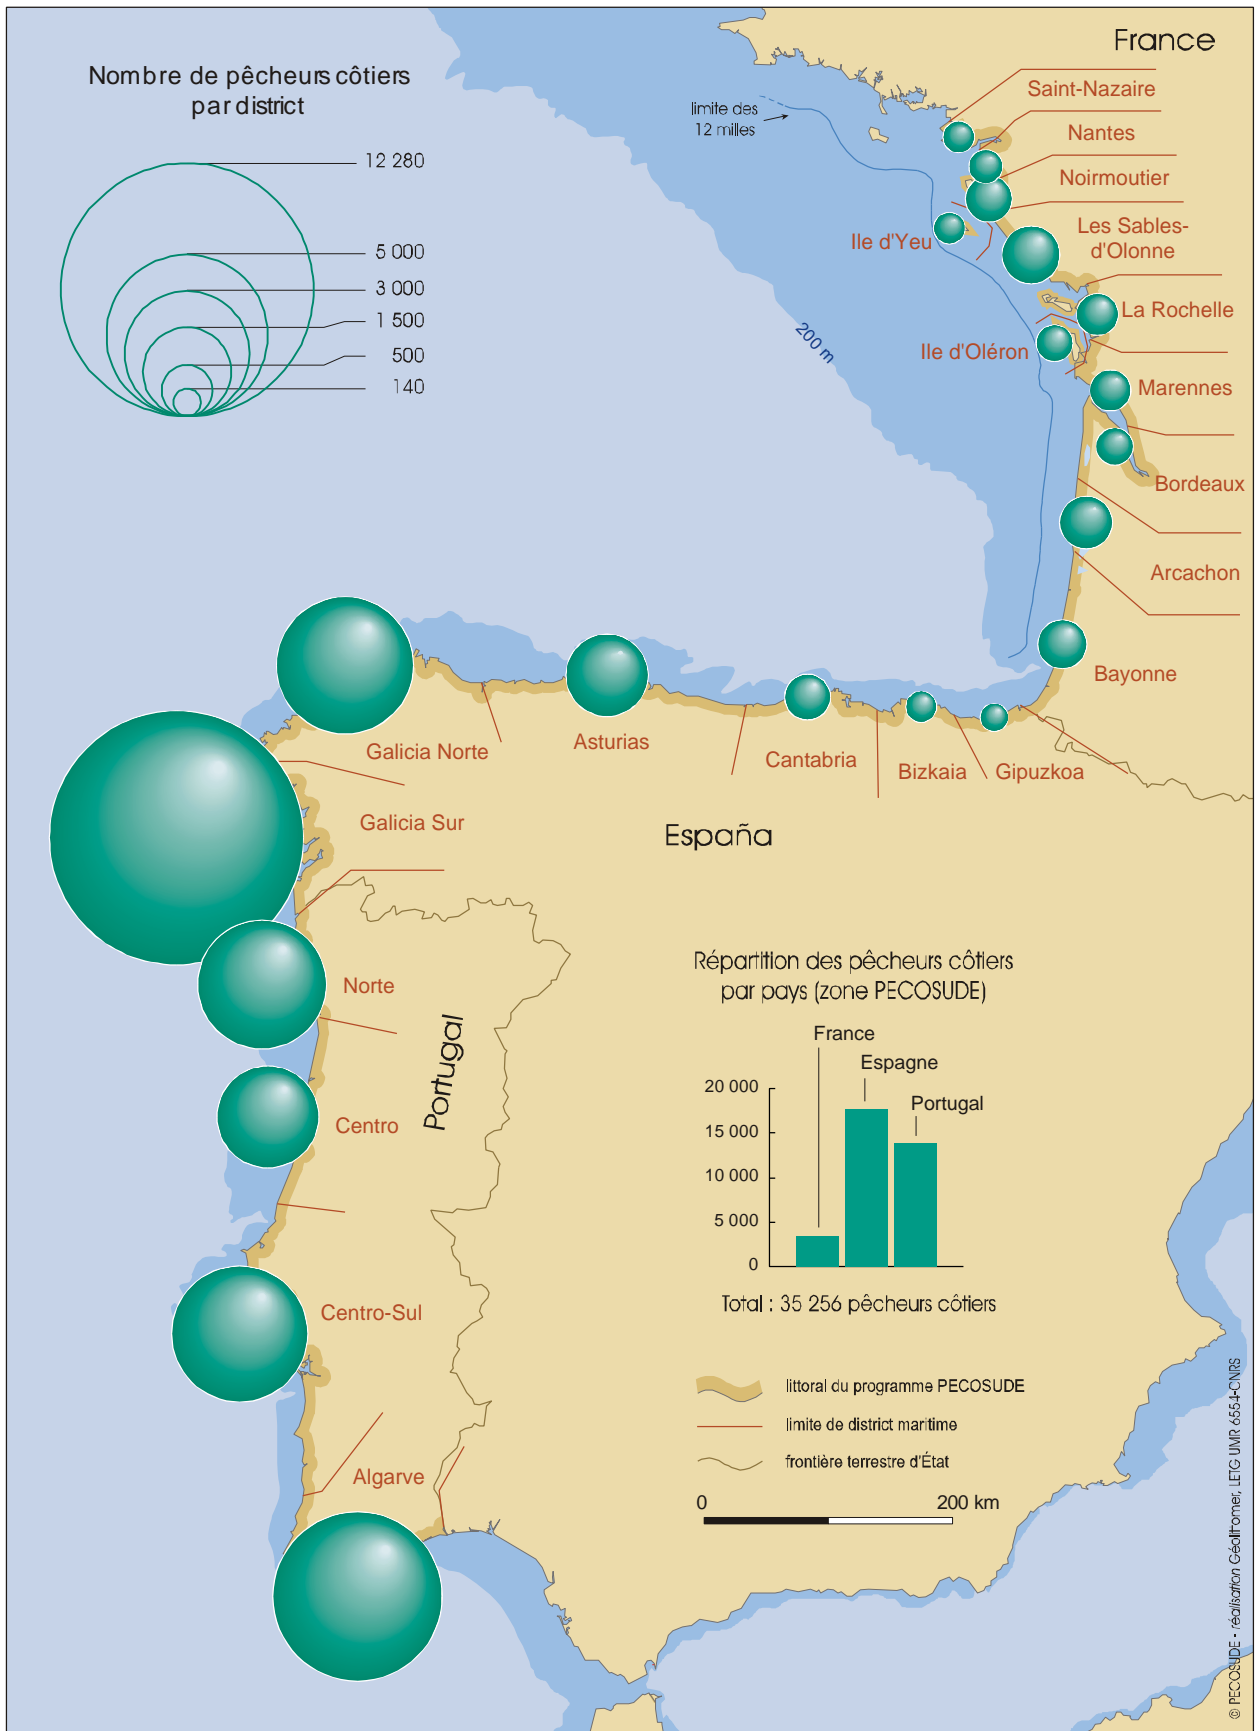 Nombre de pêcheurs côtiers
par district
12 280
5 000
3 000
1 500
500
140
limite des
12 milles
200 m
France
Saint-Nazaire
Nantes
Noirmoutier
Ile d'Yeu
Les Sables-
d'Olonne
La Rochelle
Ile d'Oléron
Marennes
Bordeaux
Arcachon
Bayonne
Galicia Norte
Asturias
Cantabria
Bizkaia
Gipuzkoa
Galicia Sur
España
Norte
Portugal
Centro
Centro-Sul
Algarve
Répartition des pêcheurs côtiers
par pays (zone PECOSUDE)
France
Espagne
Portugal
20 000
15 000
10 000
5 000
0
Total : 35 256 pêcheurs côtiers
littoral du programme PECOSUDE
limite de district maritime
frontière terrestre d'État
0 200 km
© PECOSUDE - réalisation Géolittomer, LETG UMR 6554-CNRS